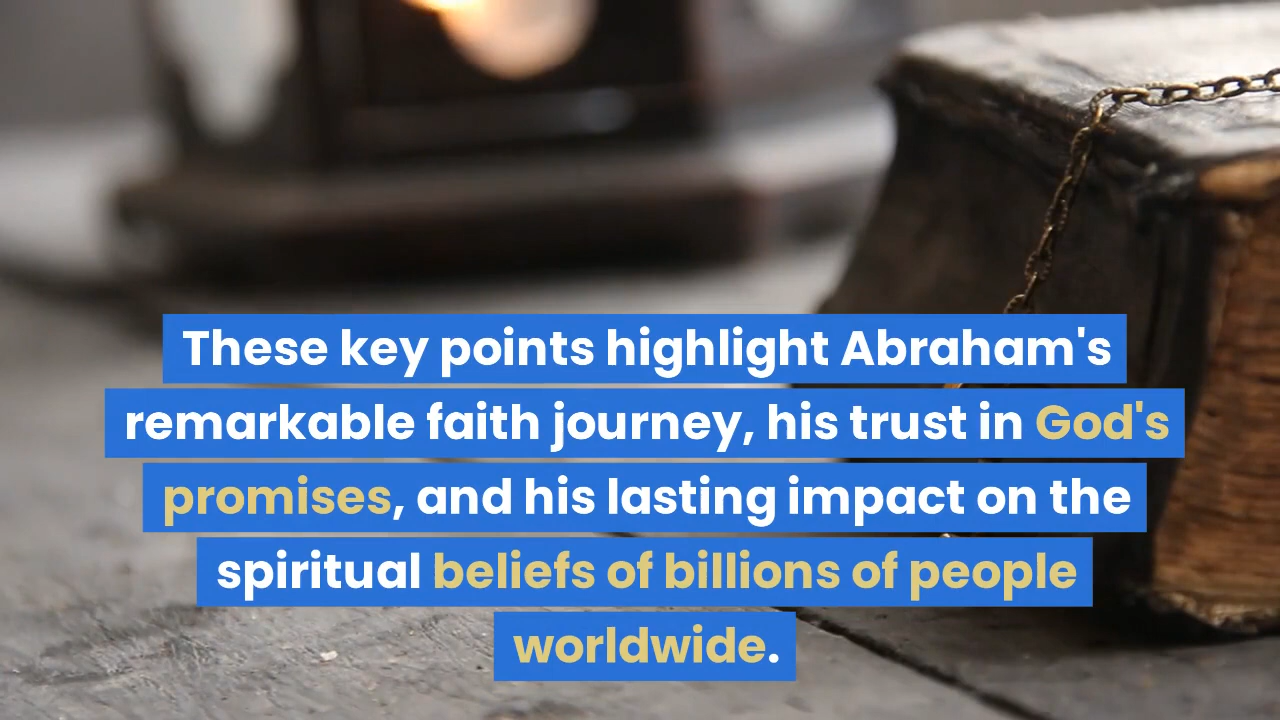 These key points highlight Abraham's
remarkable faith journey, his trust in God's
promises, and his lasting impact on the
spiritual beliefs of billions of people
worldwide.